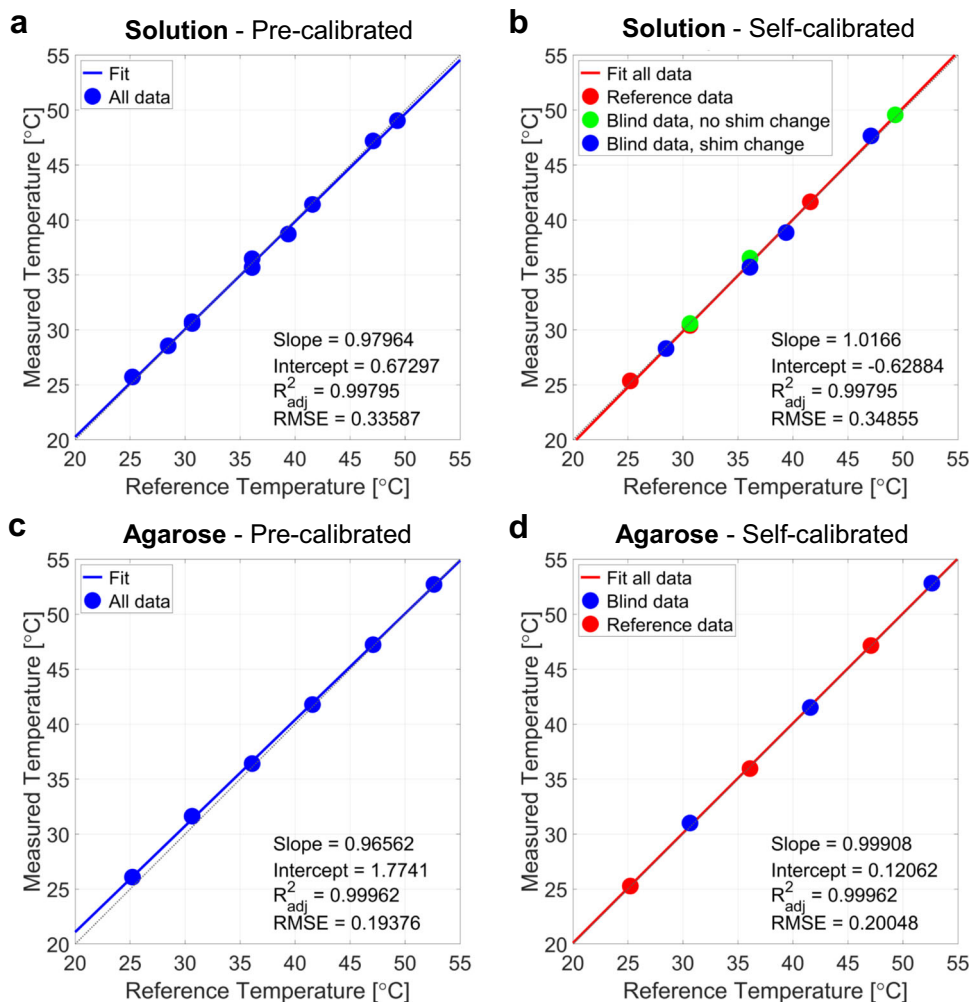 a
Solution - Pre-calibrated
Fit
All data
55
50
45
40
35
30
25
20
Measured Temperature [°C]
Slope = 0.97964
Intercept = 0.67297
R²adj = 0.99795
RMSE = 0.33587
20 25 30 35 40 45 50 55
Reference Temperature [°C]
b
Solution - Self-calibrated
Fit all data
Reference data
Blind data, no shim change
Blind data, shim change
55
50
45
40
35
30
25
20
Measured Temperature [°C]
Slope = 1.0166
Intercept = -0.62884
R²adj = 0.99795
RMSE = 0.34855
20 25 30 35 40 45 50 55
Reference Temperature [°C]
c
Agarose - Pre-calibrated
Fit
All data
55
50
45
40
35
30
25
20
Measured Temperature [°C]
Slope = 0.96562
Intercept = 1.7741
R²adj = 0.99962
RMSE = 0.19376
20 25 30 35 40 45 50 55
Reference Temperature [°C]
d
Agarose - Self-calibrated
Fit all data
Blind data
Reference data
55
50
45
40
35
30
25
20
Measured Temperature [°C]
Slope = 0.99908
Intercept = 0.12062
R²adj = 0.99962
RMSE = 0.20048
20 25 30 35 40 45 50 55
Reference Temperature [°C]